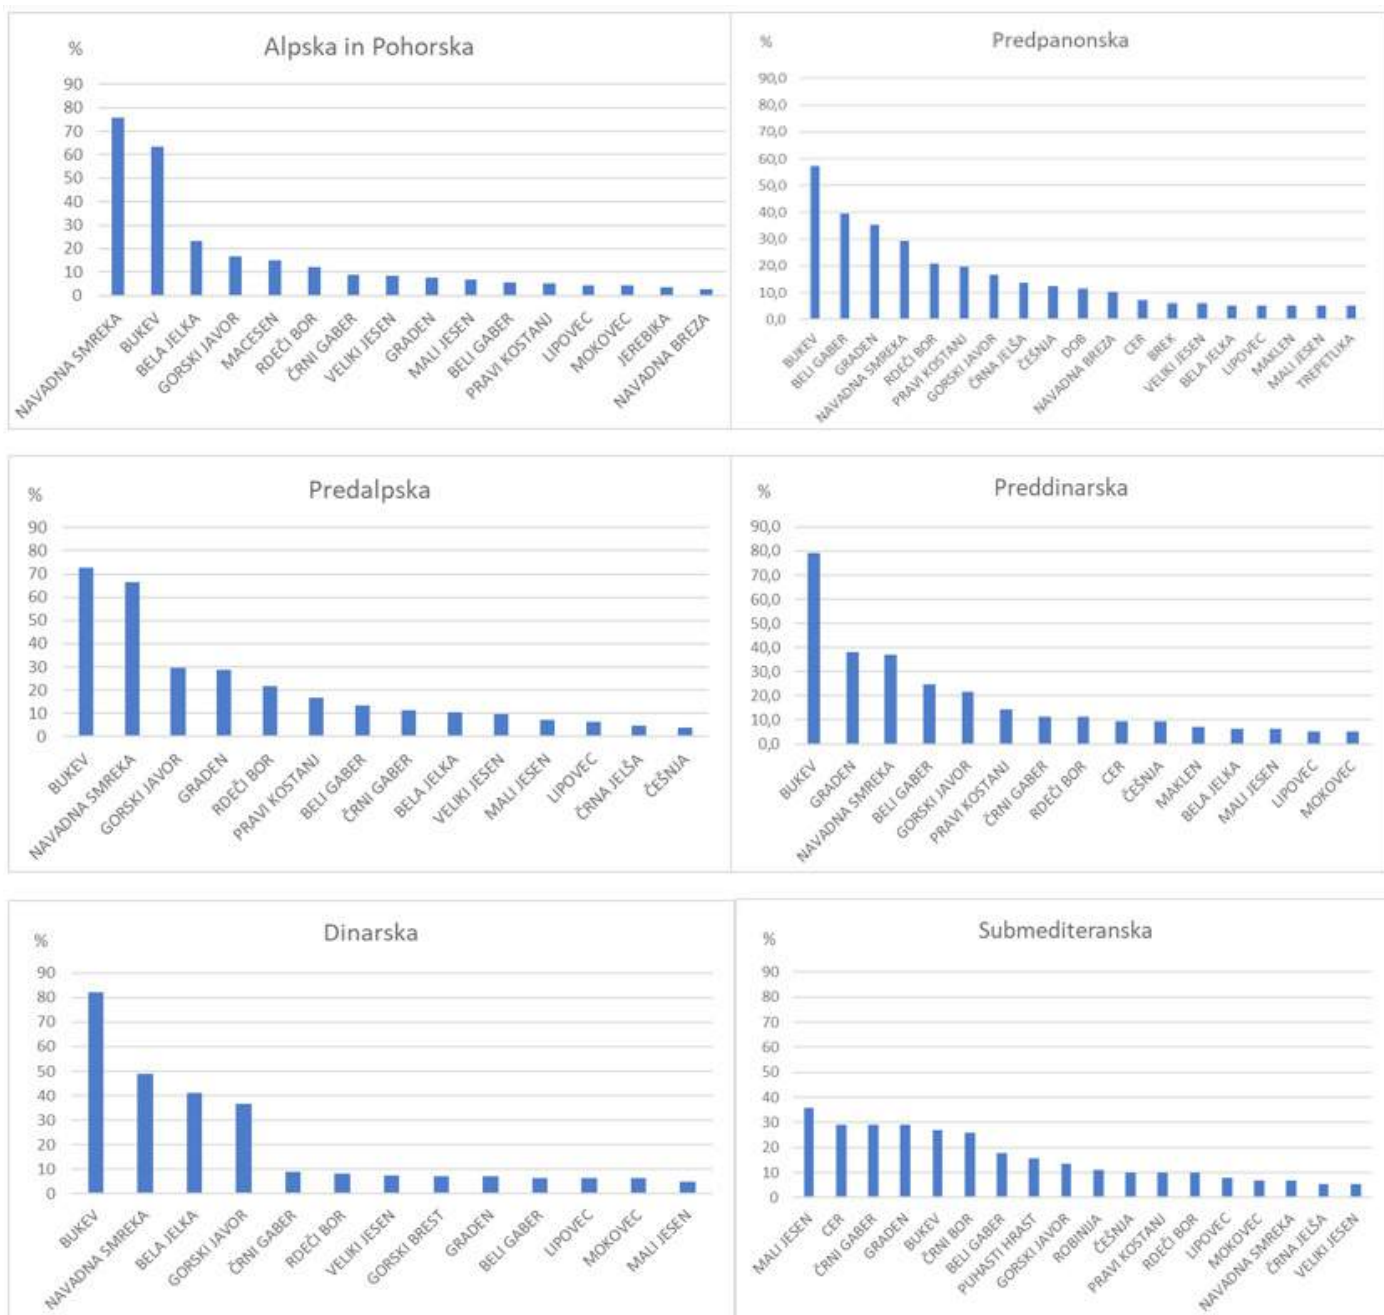 Alpska in Pohorska
%
90
80
70
60
50
40
30
20
10
0
NAVADNA SMREKA
BUKEV
BELA JELKA
GORSKI JAVOR
MACESEN
RDEČI BOR
ČRNI GABER
VELIKI JESEN
GRADEN
MALI JESEN
BELI GABER
PRAVI KOSTANJ
LIPOVEC
MOKOVEC
JEREBIKA
NAVADNA BREZA
Predpanonska
%
90,0
80,0
70,0
60,0
50,0
40,0
30,0
20,0
10,0
0,0
BUKEV
BELI GABER
GRADEN
NAVADNA SMREKA
RDEČI BOR
PRAVI KOSTANJ
GORSKI JAVOR
ČRNA JELŠA
ČEŠNJA
DOB
NAVADNA BREZA
CER
BREK
VELIKI JESEN
BELA JELKA
LIPOVEC
MAKLEN
MALI JESEN
TREPETLIKA
Predalpska
%
90
80
70
60
50
40
30
20
10
0
BUKEV
NAVADNA SMREKA
GORSKI JAVOR
GRADEN
RDEČI BOR
PRAVI KOSTANJ
BELI GABER
ČRNI GABER
BELA JELKA
VELIKI JESEN
MALI JESEN
LIPOVEC
ČRNA JELŠA
ČEŠNJA
Preddinarska
%
90,0
80,0
70,0
60,0
50,0
40,0
30,0
20,0
10,0
0,0
BUKEV
GRADEN
NAVADNA SMREKA
BELI GABER
GORSKI JAVOR
PRAVI KOSTANJ
ČRNI GABER
RDEČI BOR
CER
ČEŠNJA
MAKLEN
BELA JELKA
MALI JESEN
LIPOVEC
MOKOVEC
Dinarska
%
90
80
70
60
50
40
30
20
10
0
BUKEV
NAVADNA SMREKA
BELA JELKA
GORSKI JAVOR
ČRNI GABER
RDEČI BOR
VELIKI JESEN
GORSKI BREST
GRADEN
BELI GABER
LIPOVEC
MOKOVEC
MALI JESEN
Submediteranska
%
90
80
70
60
50
40
30
20
10
0
MALI JESEN
CER
ČRNI GABER
GRADEN
BUKEV
ČRNI BOR
BELI GABER
PUHASTI HRAST
GORSKI JAVOR
ROBINIJA
ČEŠNJA
PRAVI KOSTANJ
RDEČI BOR
LIPOVEC
MOKOVEC
NAVADNA SMREKA
ČRNA JELŠA
VELIKI JESEN